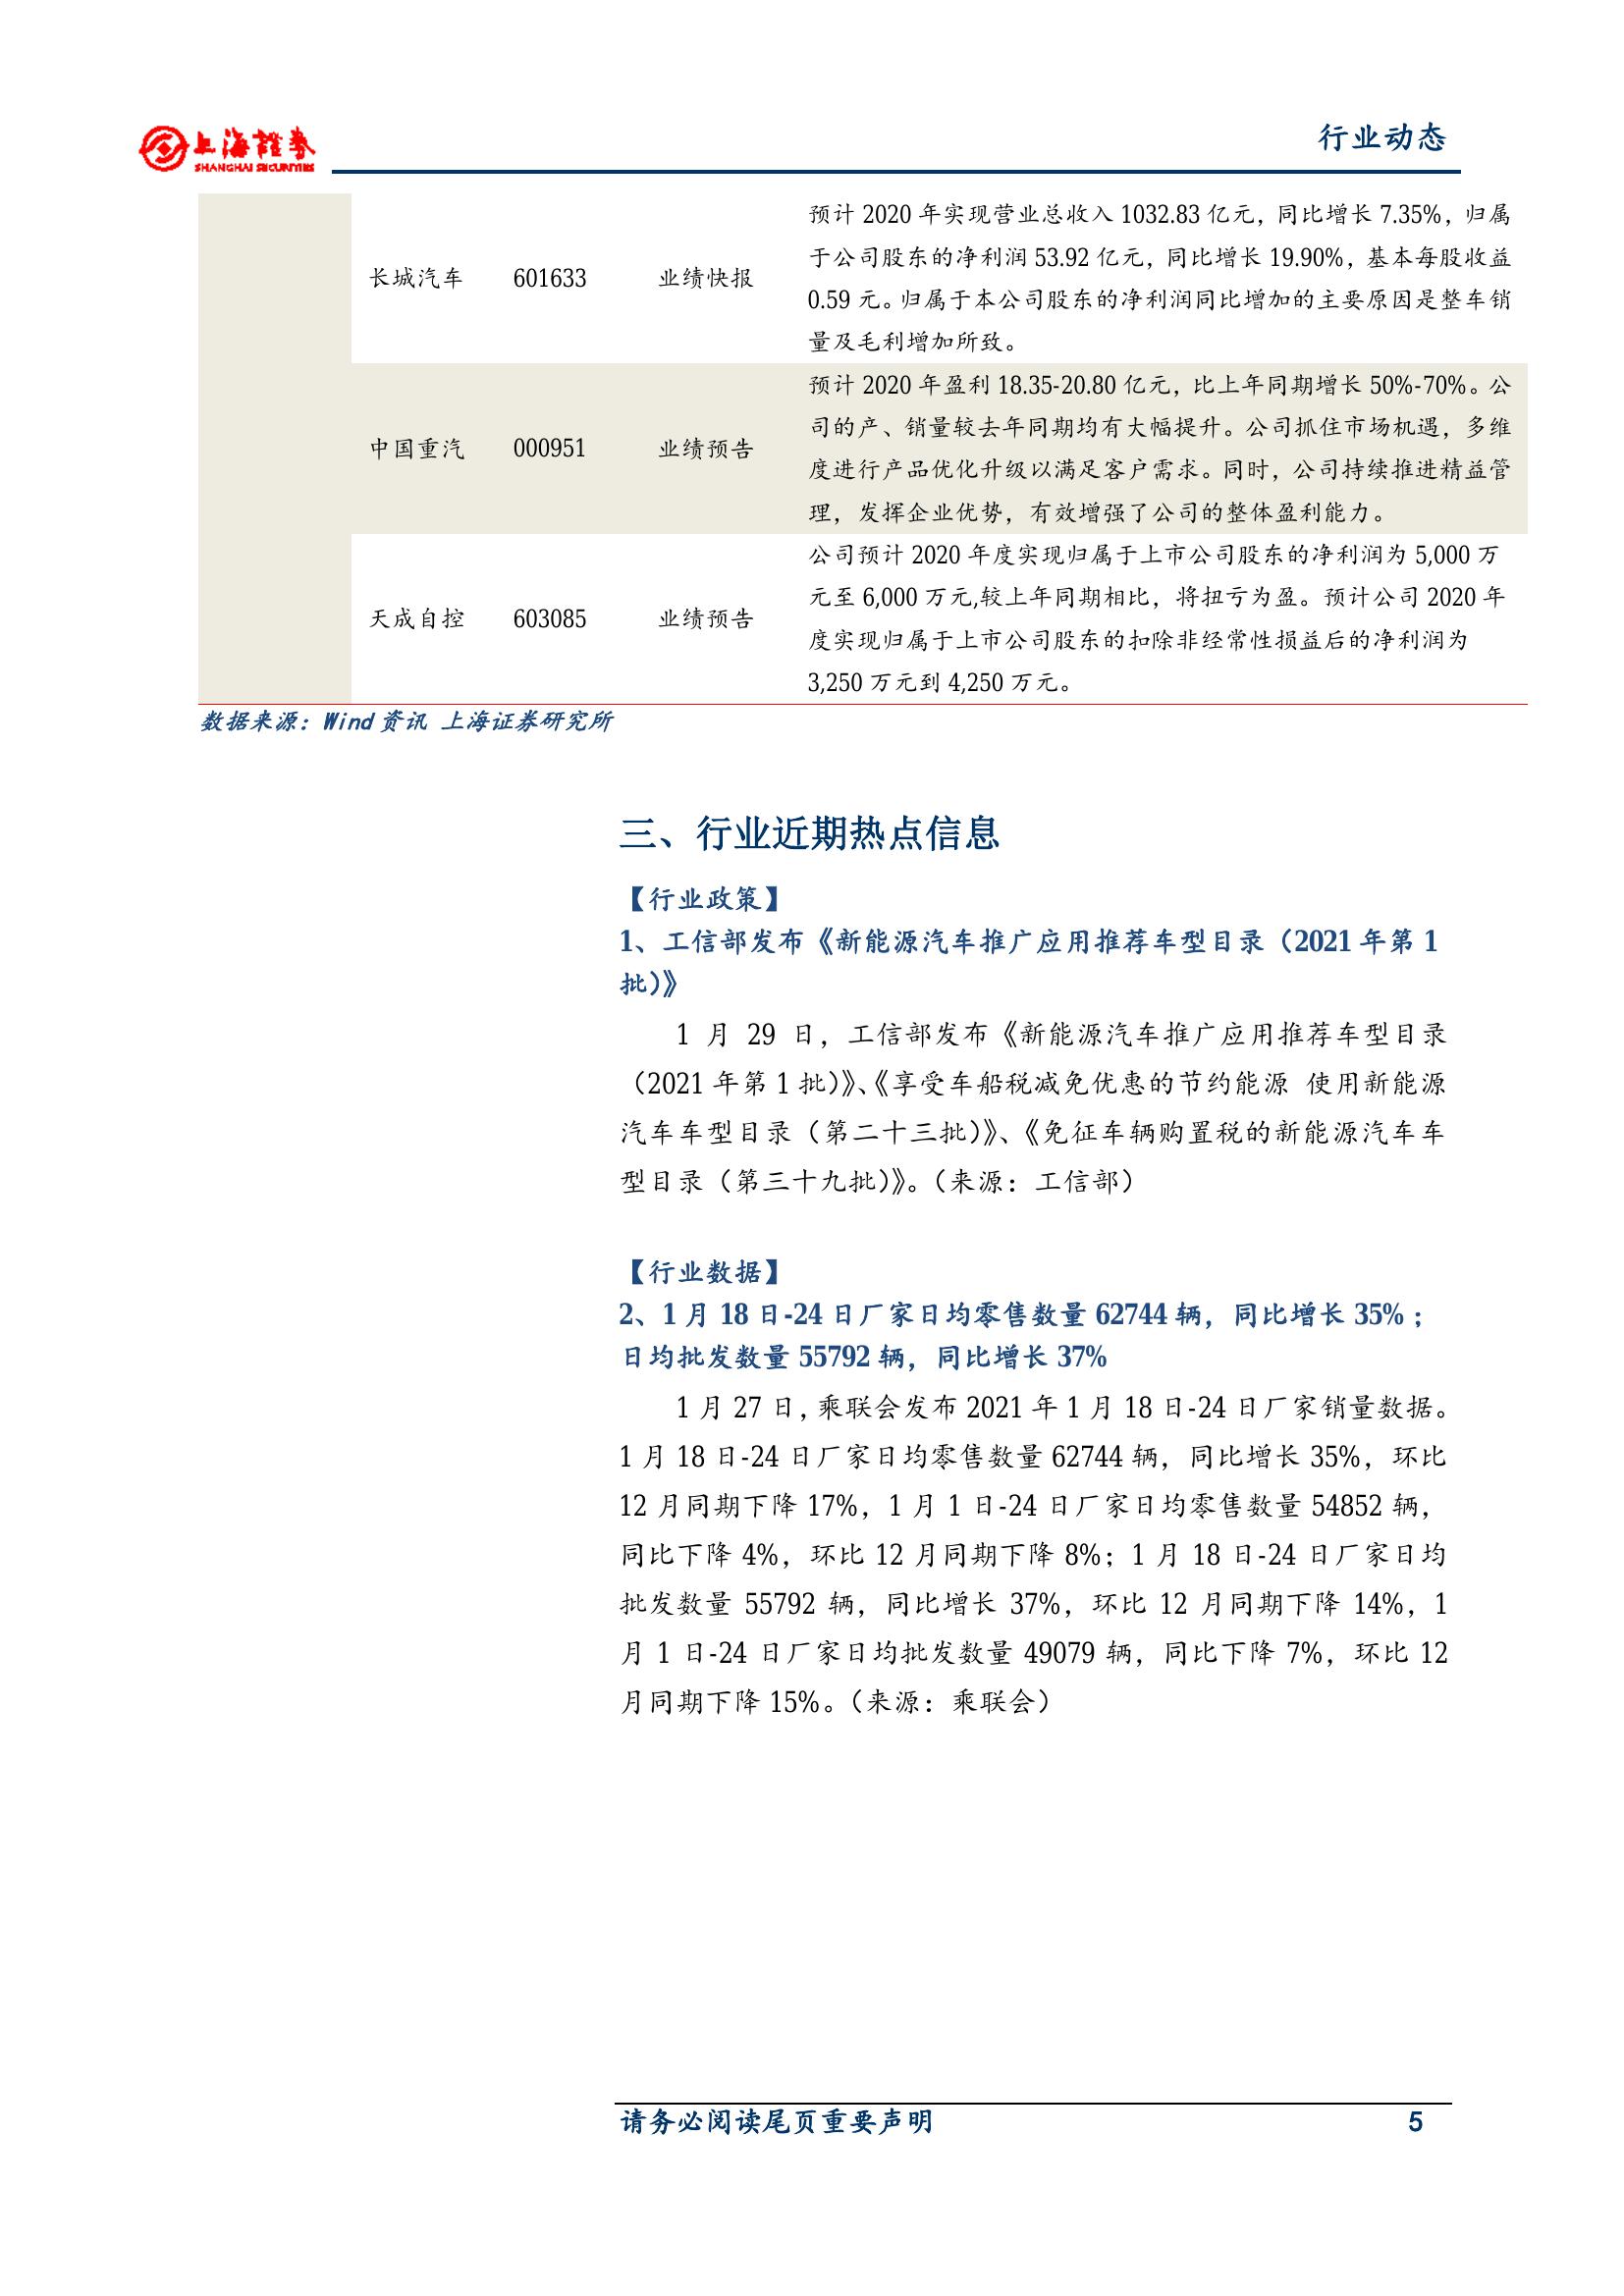 上海證券
SHANGHAI SECURITIES
行业动态
预计 2020 年实现营业总收入 1032.83 亿元，同比增长 7.35%，归属
于公司股东的净利润 53.92 亿元，同比增长 19.90%，基本每股收益
长城汽车 601633 业绩快报
0.59 元。归属于本公司股东的净利润同比增加的主要原因是整车销
量及毛利增加所致。
预计 2020 年盈利 18.35-20.80 亿元，比上年同期增长 50%-70%。公
司的产、销量较去年同期均有大幅提升。公司抓住市场机遇，多维
中国重汽 000951 业绩预告
度进行产品优化升级以满足客户需求。同时，公司持续推进精益管
理，发挥企业优势，有效增强了公司的整体盈利能力。
公司预计 2020 年度实现归属于上市公司股东的净利润为 5,000 万
元至 6,000 万元,较上年同期相比，将扭亏为盈。预计公司 2020 年
天成自控 603085 业绩预告
度实现归属于上市公司股东的扣除非经常性损益后的净利润为
3,250 万元到 4,250 万元。
数据来源：Wind 资讯 上海证券研究所
三、行业近期热点信息
【行业政策】
1、工信部发布《新能源汽车推广应用推荐车型目录（2021 年第 1
批）》
1 月 29 日，工信部发布《新能源汽车推广应用推荐车型目录
（2021 年第 1 批）》、《享受车船税减免优惠的节约能源 使用新能源
汽车车型目录（第二十三批）》、《免征车辆购置税的新能源汽车车
型目录（第三十九批）》。（来源：工信部）
【行业数据】
2、1 月 18 日-24 日厂家日均零售数量 62744 辆，同比增长 35%；
日均批发数量 55792 辆，同比增长 37%
1 月 27 日，乘联会发布 2021 年 1 月 18 日-24 日厂家销量数据。
1 月 18 日-24 日厂家日均零售数量 62744 辆，同比增长 35%，环比
12 月同期下降 17%，1 月 1 日-24 日厂家日均零售数量 54852 辆，
同比下降 4%，环比 12 月同期下降 8%；1 月 18 日-24 日厂家日均
批发数量 55792 辆，同比增长 37%，环比 12 月同期下降 14%，1
月 1 日-24 日厂家日均批发数量 49079 辆，同比下降 7%，环比 12
月同期下降 15%。（来源：乘联会）
请务必阅读尾页重要声明 5